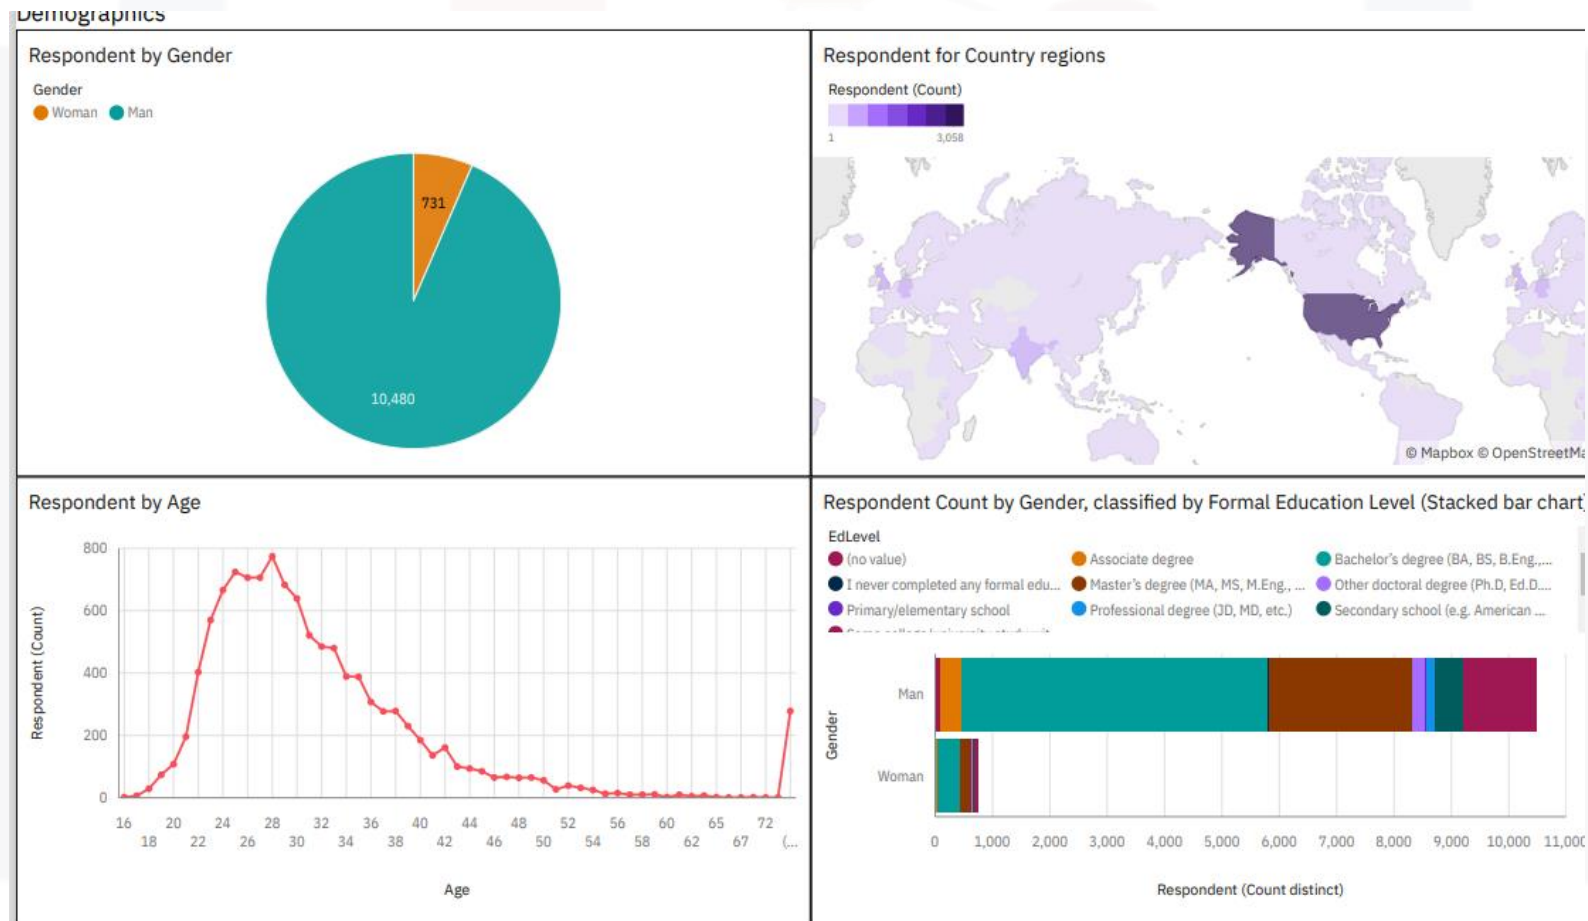 Demographics
Respondent by Gender
Gender
Woman Man
731
10,480
Respondent for Country regions
Respondent (Count)
1 3,058
© Mapbox © OpenStreetMa
Respondent by Age
Respondent (Count)
800
600
400
200
0
16 20 24 28 32 36 40 44 48 52 56 60 65 72
18 22 26 30 34 38 42 46 50 54 58 62 67 (...
Age
Respondent Count by Gender, classified by Formal Education Level (Stacked bar chart)
EdLevel
(no value) Associate degree Bachelor's degree (BA, BS, B.Eng.,...
I never completed any formal edu... Master's degree (MA, MS, M.Eng., ... Other doctoral degree (Ph.D, Ed.D....
Primary/elementary school Professional degree (JD, MD, etc.) Secondary school (e.g. American ...
Gender
Man
Woman
0 1,000 2,000 3,000 4,000 5,000 6,000 7,000 8,000 9,000 10,000 11,000
Respondent (Count distinct)